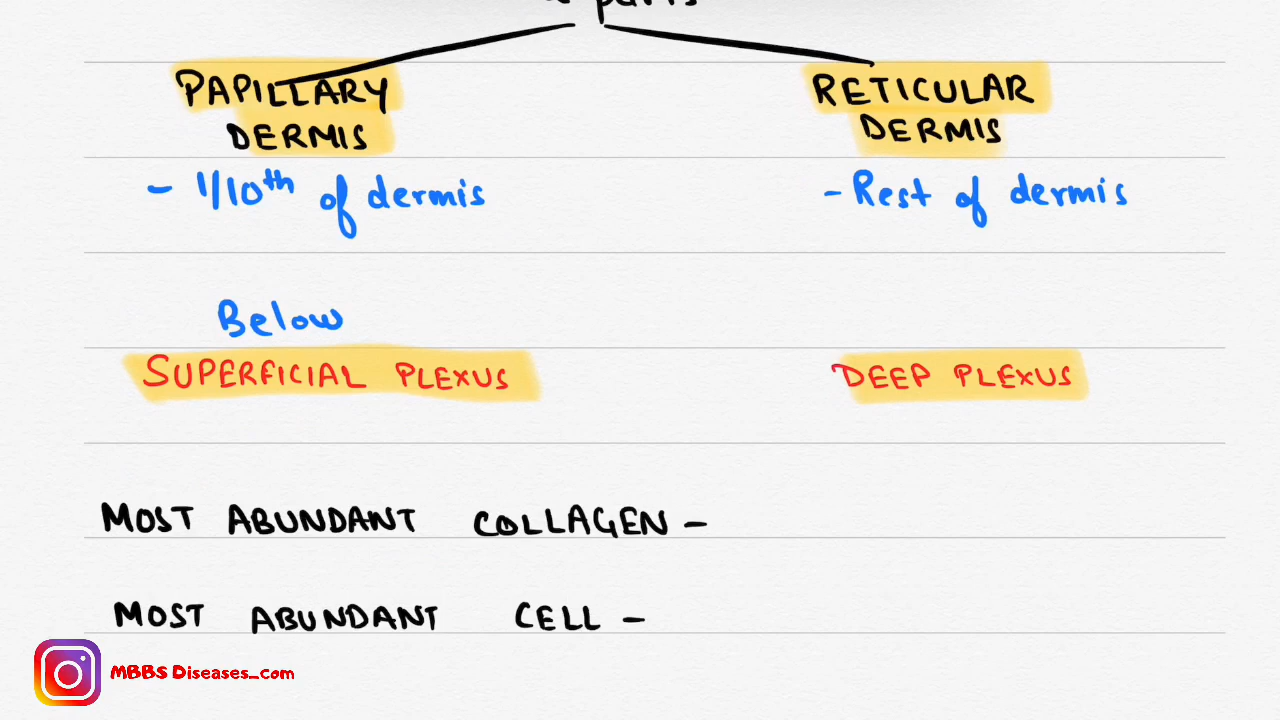 parts
PAPILLARY DERMIS
RETICULAR DERMIS
- 1/10th of dermis
- Rest of dermis
Below
SUPERFICIAL PLEXUS
DEEP PLEXUS
MOST ABUNDANT COLLAGEN -
MOST ABUNDANT CELL -
MBBS Diseases_com